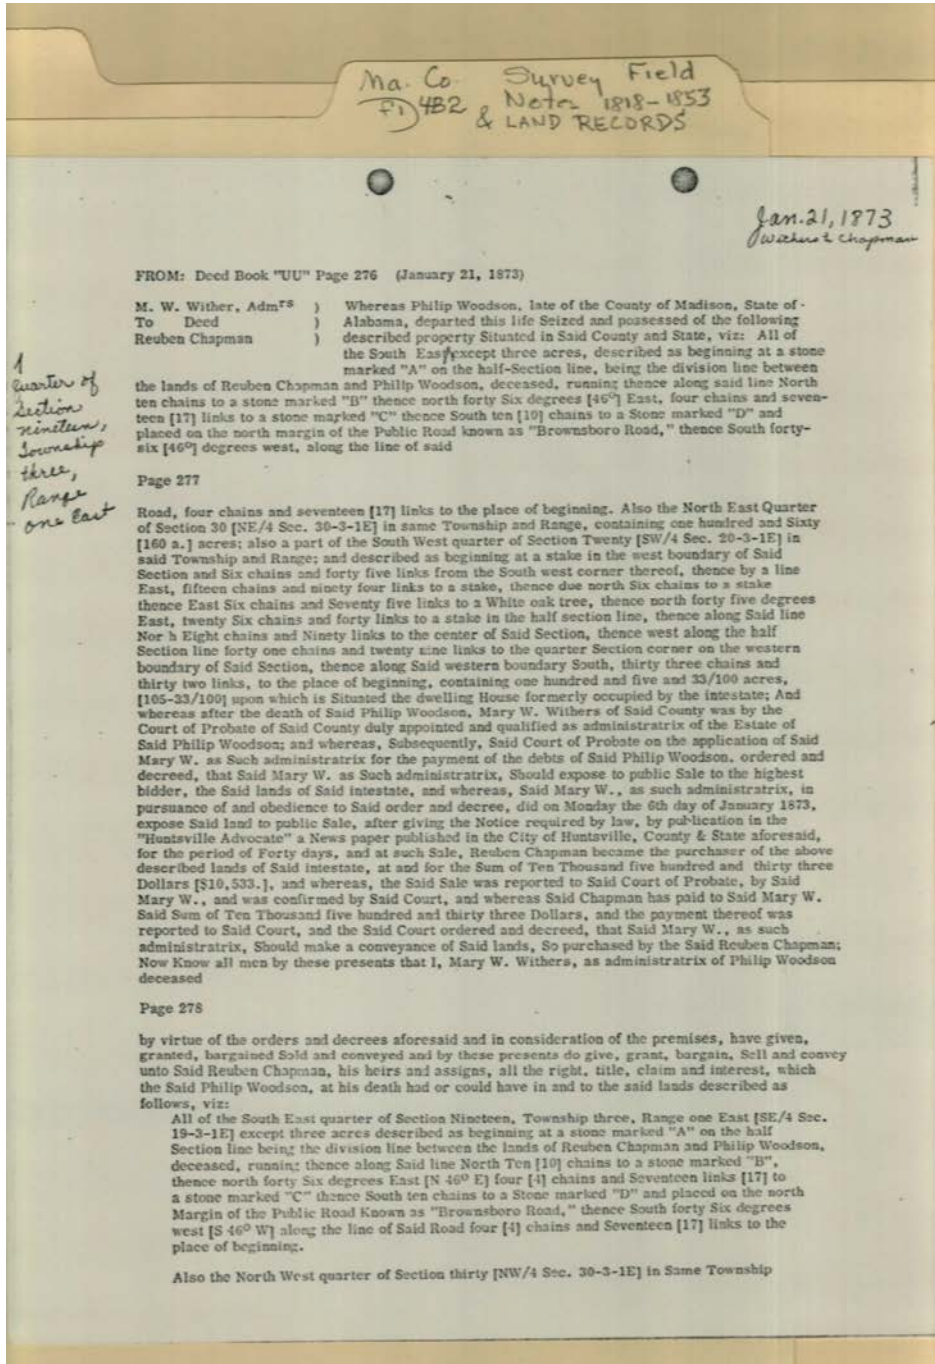 Ma. Co. Survey Field
F1) 4B2 Notes 1818-1853
& LAND RECORDS
Jan. 21, 1873
Withers & Chapman
FROM: Deed Book "UU" Page 276 (January 21, 1873)
M. W. Wither, Admrs ) Whereas Philip Woodson, late of the County of Madison, State of
To Deed ) Alabama, departed this life Seized and possessed of the following
Reuben Chapman ) described property Situated in Said County and State, viz: All of
the South East/except three acres, described as beginning at a stone
marked "A" on the half-Section line, being the division line between
the lands of Reuben Chapman and Philip Woodson, deceased, running thence along said line North
ten chains to a stone marked "B" thence north forty Six degrees [46°] East, four chains and seven-
teen [17] links to a stone marked "C" thence South ten [10] chains to a Stone marked "D" and
placed on the north margin of the Public Road known as "Brownsboro Road," thence South forty-
six [46°] degrees west, along the line of said
1
Quarter of
Section
nineteen,
Township
three,
Range
one East
Page 277
Road, four chains and seventeen [17] links to the place of beginning. Also the North East Quarter
of Section 30 [NE/4 Sec. 30-3-1E] in same Township and Range, containing one hundred and Sixty
[160 a.] acres; also a part of the South West quarter of Section Twenty [SW/4 Sec. 20-3-1E] in
said Township and Range; and described as beginning at a stake in the west boundary of Said
Section and Six chains and forty five links from the South west corner thereof, thence by a line
East, fifteen chains and ninety four links to a stake, thence due north Six chains to a stake
thence East Six chains and Seventy five links to a White oak tree, thence north forty five degrees
East, twenty Six chains and forty links to a stake in the half section line, thence along Said line
Nor h Eight chains and Ninety links to the center of Said Section, thence west along the half
Section line forty one chains and twenty nine links to the quarter Section corner on the western
boundary of Said Section, thence along Said western boundary South, thirty three chains and
thirty two links, to the place of beginning, containing one hundred and five and 33/100 acres,
[105-33/100] upon which is Situated the dwelling House formerly occupied by the intestate; And
whereas after the death of Said Philip Woodson, Mary W. Withers of Said County was by the
Court of Probate of Said County duly appointed and qualified as administratrix of the Estate of
Said Philip Woodson; and whereas, Subsequently, Said Court of Probate on the application of Said
Mary W. as Such administratrix for the payment of the debts of Said Philip Woodson, ordered and
decreed, that Said Mary W. as Such administratrix, Should expose to public Sale to the highest
bidder, the Said lands of Said intestate, and whereas, Said Mary W., as such administratrix, in
pursuance of and obedience to Said order and decree, did on Monday the 6th day of January 1873,
expose Said land to public Sale, after giving the Notice required by law, by publication in the
"Huntsville Advocate" a News paper published in the City of Huntsville, County & State aforesaid,
for the period of Forty days, and at such Sale, Reuben Chapman became the purchaser of the above
described lands of Said intestate, at and for the Sum of Ten Thousand five hundred and thirty three
Dollars [$10,533.], and whereas, the Said Sale was reported to Said Court of Probate, by Said
Mary W., and was confirmed by Said Court, and whereas Said Chapman has paid to Said Mary W.
Said Sum of Ten Thousand five hundred and thirty three Dollars, and the payment thereof was
reported to Said Court, and the Said Court ordered and decreed, that Said Mary W., as such
administratrix, Should make a conveyance of Said lands, So purchased by the Said Reuben Chapman;
Now Know all men by these presents that I, Mary W. Withers, as administratrix of Philip Woodson
deceased
Page 278
by virtue of the orders and decrees aforesaid and in consideration of the premises, have given,
granted, bargained Sold and conveyed and by these presents do give, grant, bargain, Sell and convey
unto Said Reuben Chapman, his heirs and assigns, all the right, title, claim and interest, which
the Said Philip Woodson, at his death had or could have in and to the said lands described as
follows, viz:
All of the South East quarter of Section Nineteen, Township three, Range one East [SE/4 Sec.
19-3-1E] except three acres described as beginning at a stone marked "A" on the half
Section line being the division line between the lands of Reuben Chapman and Philip Woodson,
deceased, running thence along Said line North Ten [10] chains to a stone marked "B",
thence north forty Six degrees East [N 46° E] four [4] chains and Seventeen links [17] to
a stone marked "C" thence South ten chains to a Stone marked "D" and placed on the north
Margin of the Public Road Known as "Brownsboro Road," thence South forty Six degrees
west [S 46° W] along the line of Said Road four [4] chains and Seventeen [17] links to the
place of beginning.
Also the North West quarter of Section thirty [NW/4 Sec. 30-3-1E] in Same Township